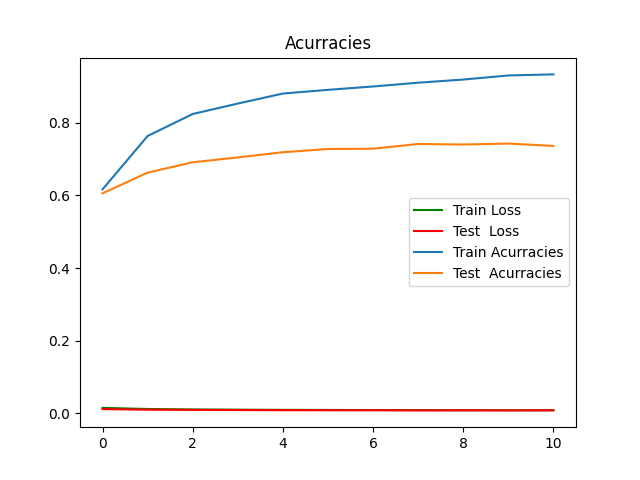 Acurracies
0.8
0.6
0.4
0.2
0.0
Train Loss
Test  Loss
Train Acurracies
Test  Acurracies
0 2 4 6 8 10